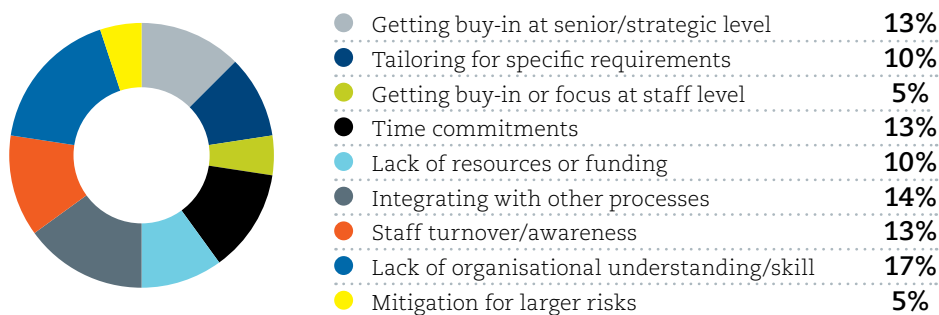 Getting buy-in at senior/strategic level 13%
Tailoring for specific requirements 10%
Getting buy-in or focus at staff level 5%
Time commitments 13%
Lack of resources or funding 10%
Integrating with other processes 14%
Staff turnover/awareness 13%
Lack of organisational understanding/skill 17%
Mitigation for larger risks 5%